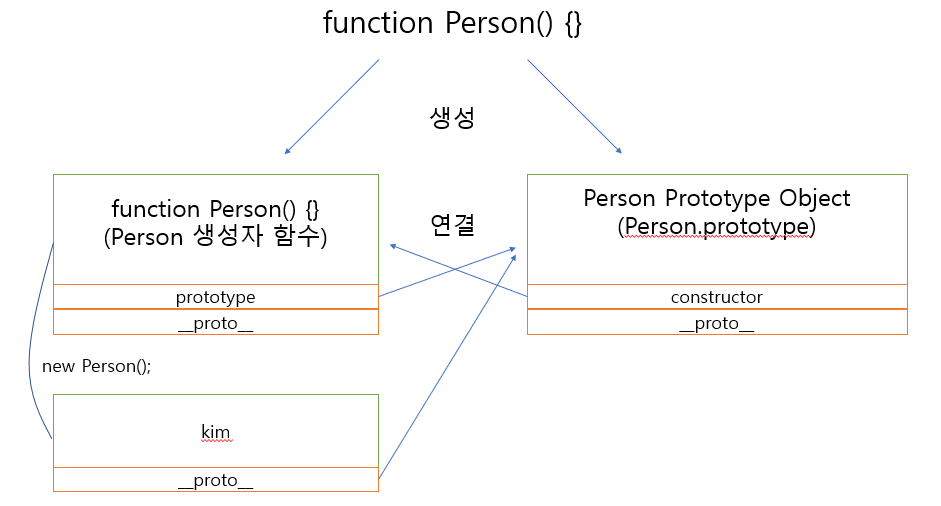 function Person() {}
생성
function Person() {}
(Person 생성자 함수)
prototype
__proto__
연결
Person Prototype Object
(Person.prototype)
constructor
__proto__
new Person();
kim
__proto__